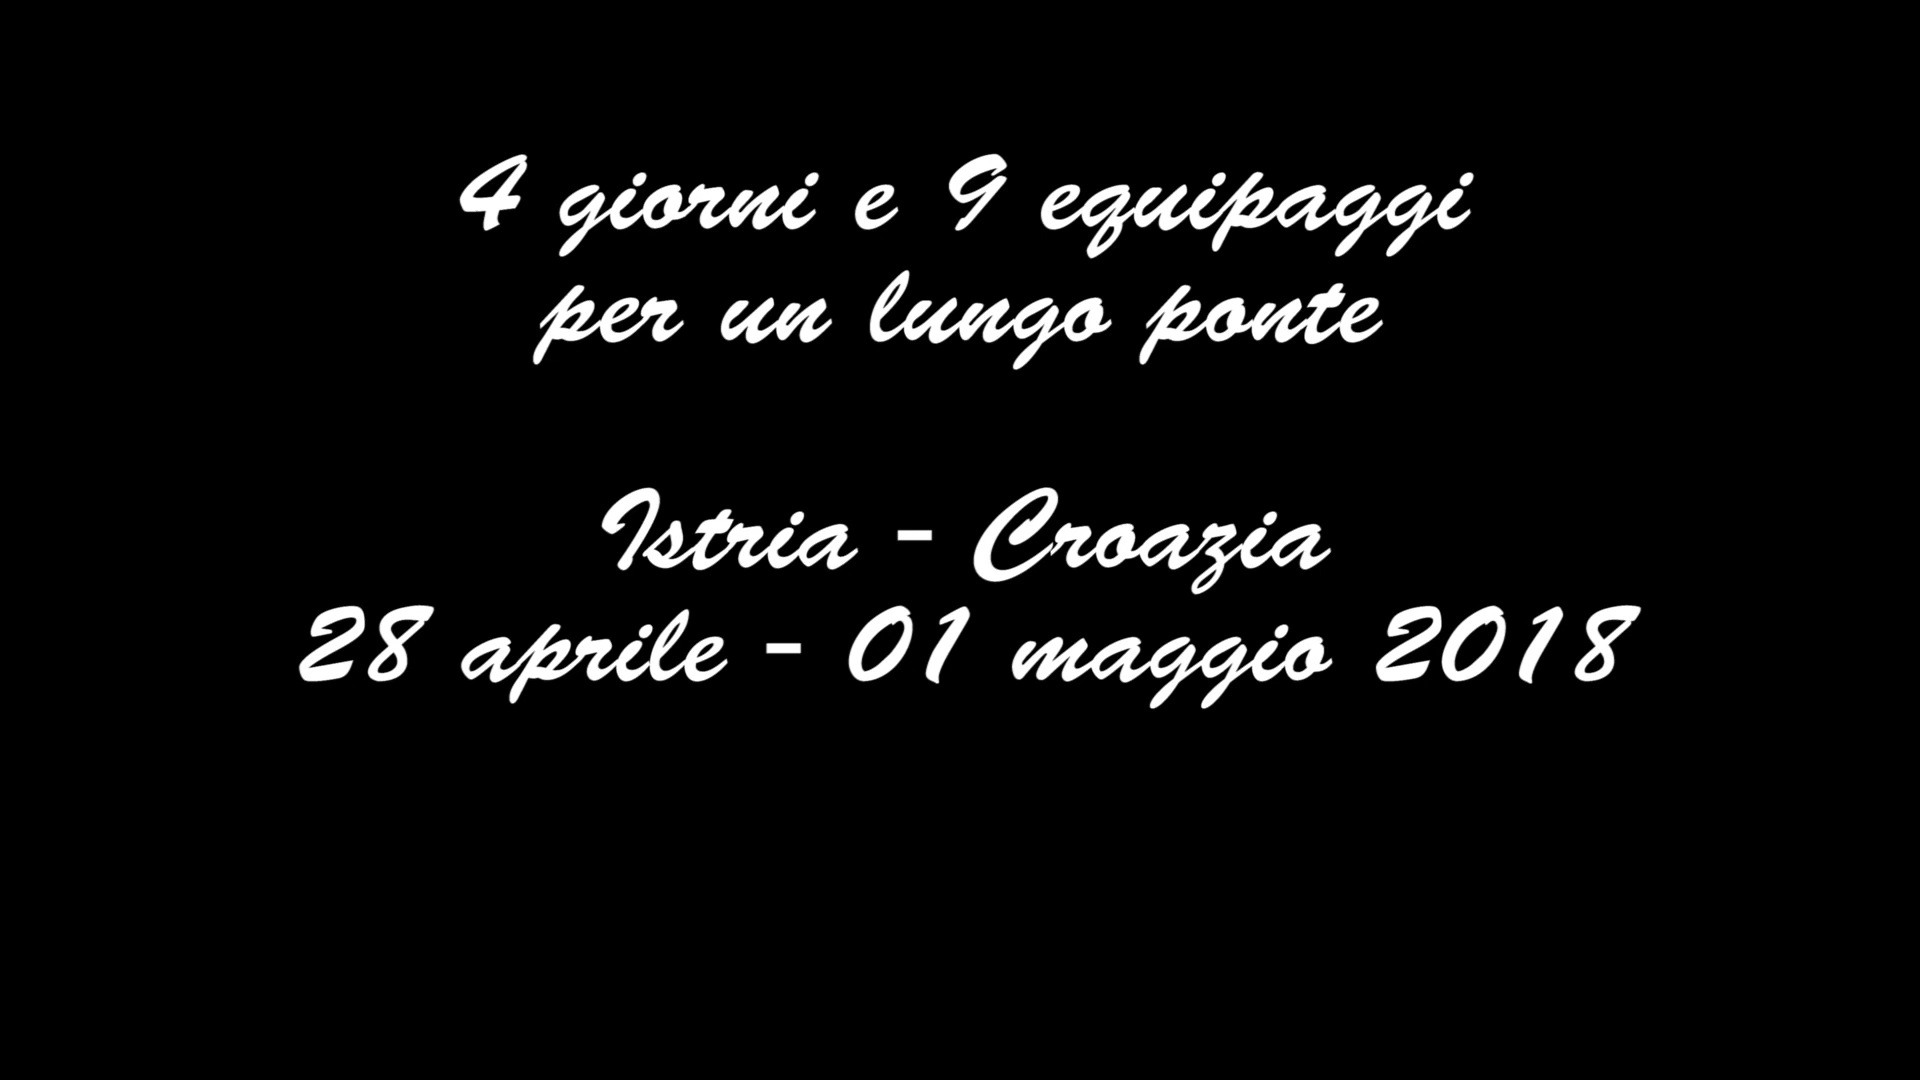 4 giorni e 9 equipaggi
per un lungo ponte
Istria - Croazia
28 aprile - 01 maggio 2018